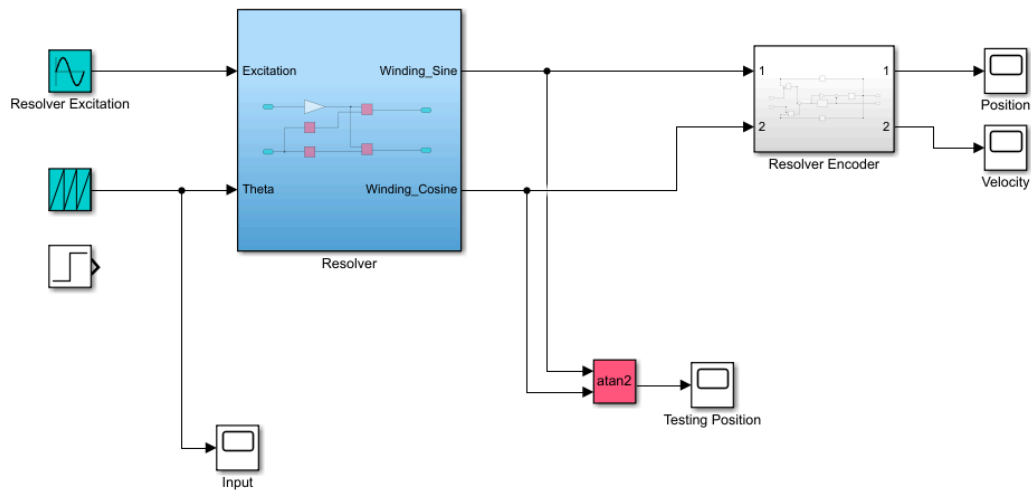 Resolver Excitation
Excitation
Theta
Winding_Sine
Winding_Cosine
Resolver
1
2
1
2
Resolver Encoder
Position
Velocity
atan2
Testing Position
Input